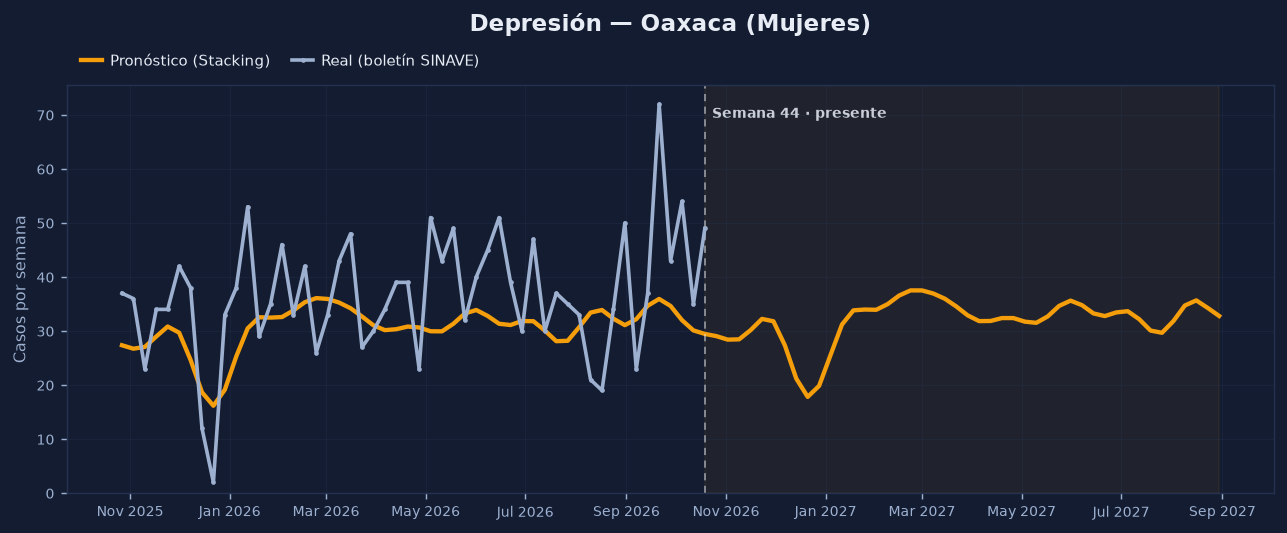 Depresión — Oaxaca (Mujeres)
Pronóstico (Stacking)
Real (boletín SINAVE)
Semana 44 · presente
Casos por semana
70
60
50
40
30
20
10
0
Nov 2025
Jan 2026
Mar 2026
May 2026
Jul 2026
Sep 2026
Nov 2026
Jan 2027
Mar 2027
May 2027
Jul 2027
Sep 2027